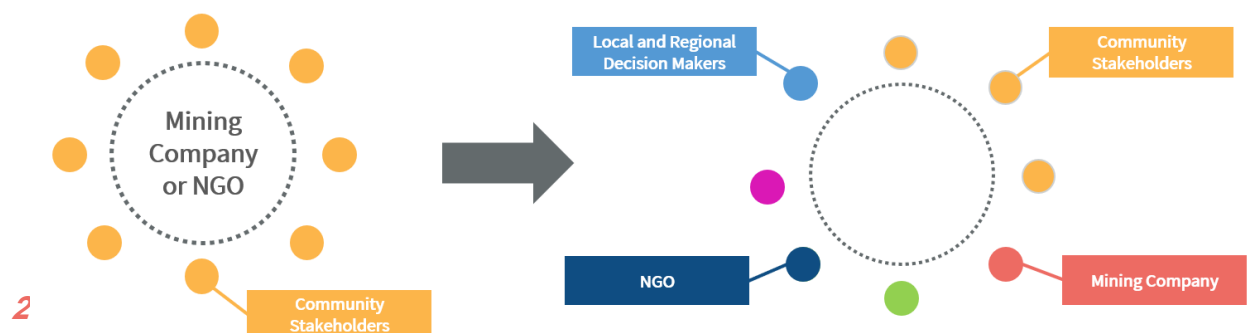 Mining
Company
or NGO
Community
Stakeholders
Local and Regional
Decision Makers
Community
Stakeholders
NGO
Mining Company
2